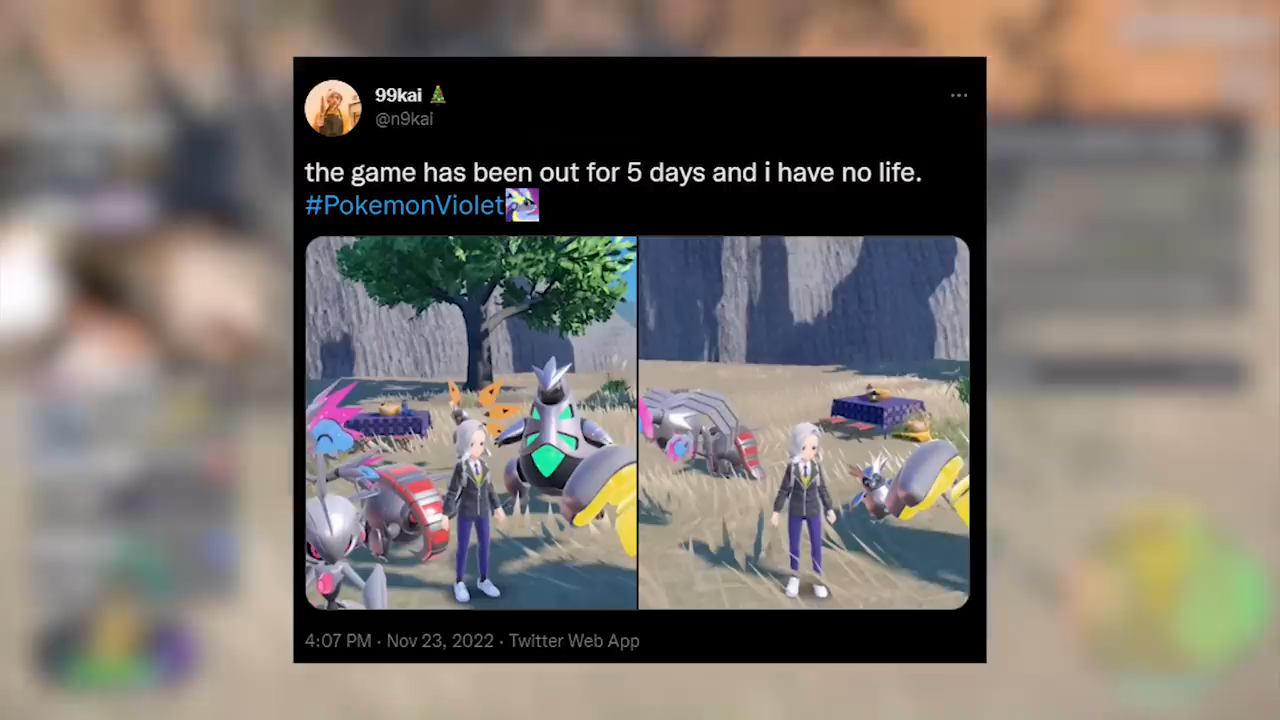 99kai 🎄
@n9kai
the game has been out for 5 days and i have no life.
#PokemonViolet
4:07 PM · Nov 23, 2022 · Twitter Web App